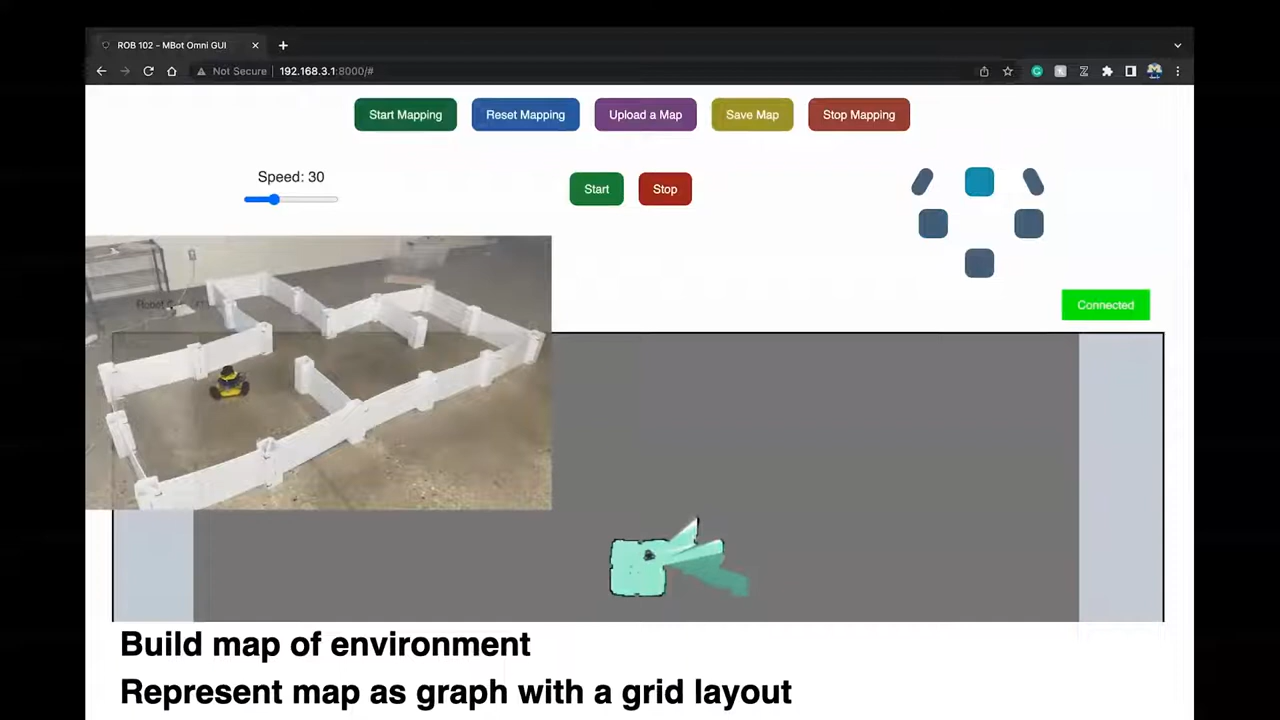 ROB 102 - MBot Omni GUI
Not Secure
192.168.3.1:8000/#
Start Mapping
Reset Mapping
Upload a Map
Save Map
Stop Mapping
Speed: 30
Start
Stop
Connected
Build map of environment
Represent map as graph with a grid layout